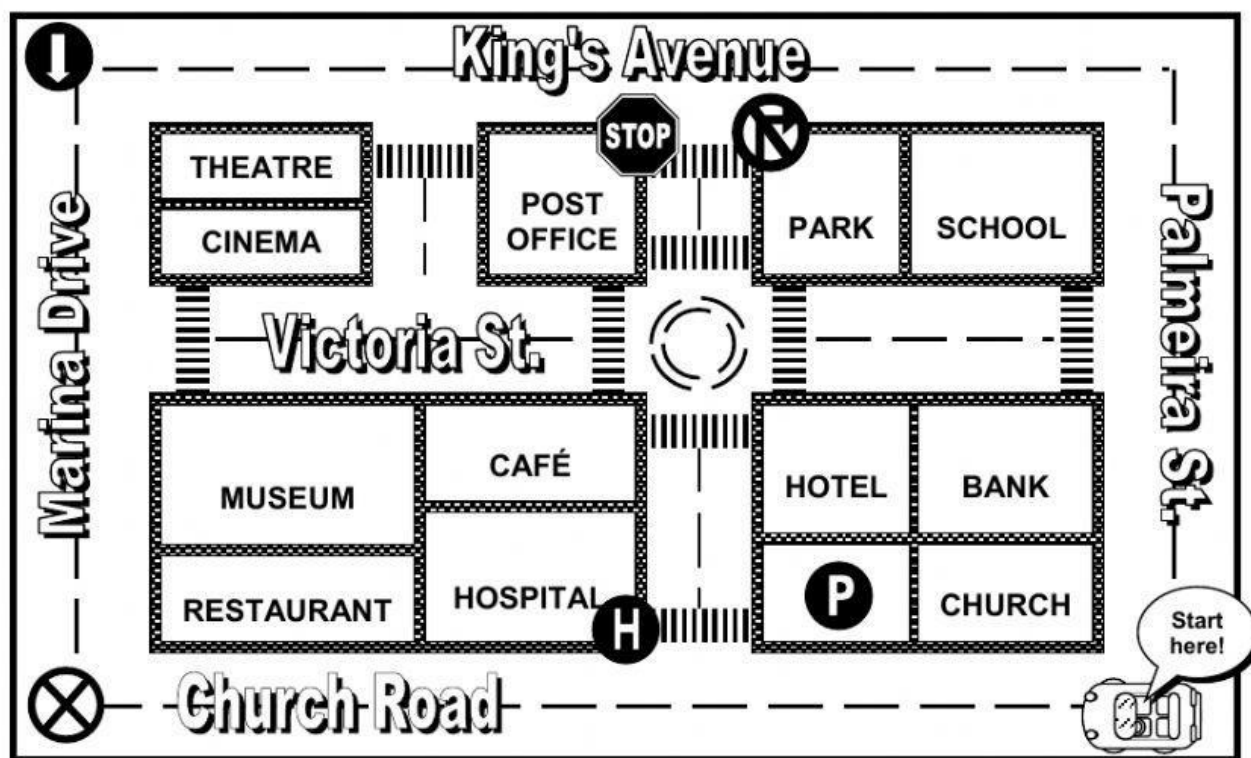 King's Avenue
STOP
THEATRE
CINEMA
POST
OFFICE
PARK
SCHOOL
Marina Drive
Victoria St.
Palmeira St.
MUSEUM
CAFÉ
HOTEL
BANK
RESTAURANT
HOSPITAL
H
P
CHURCH
Start
here!
Church Road